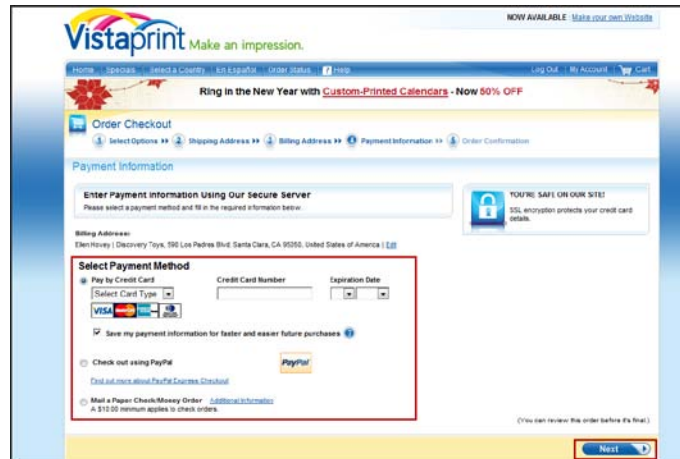 NOW AVAILABLE: Make your own Website
Vistaprint Make an impression.
Home Specials Select a Country En Español Order Status ? Help Log Out My Account Cart
Ring in the New Year with Custom-Printed Calendars - Now 50% OFF
Order Checkout
1 Select Options >> 2 Shipping Address >> 3 Billing Address >> 4 Payment Information >> 5 Order Confirmation
Payment Information
Enter Payment Information Using Our Secure Server
Please select a payment method and fill in the required information below.
YOU'RE SAFE ON OUR SITE!
SSL encryption protects your credit card
details.
Billing Address:
Ellen Hovey | Discovery Toys, 590 Los Padres Blvd. Santa Clara, CA 95050, United States of America | Edit
Select Payment Method
Pay by Credit Card Credit Card Number Expiration Date
Select Card Type
VISA
Save my payment information for faster and easier future purchases ?
Check out using PayPal PayPal
Find out more about PayPal Express Checkout
Mail a Paper Check/Money Order Additional Information
A $10.00 minimum applies to check orders.
(You can review this order before it's final.)
Next